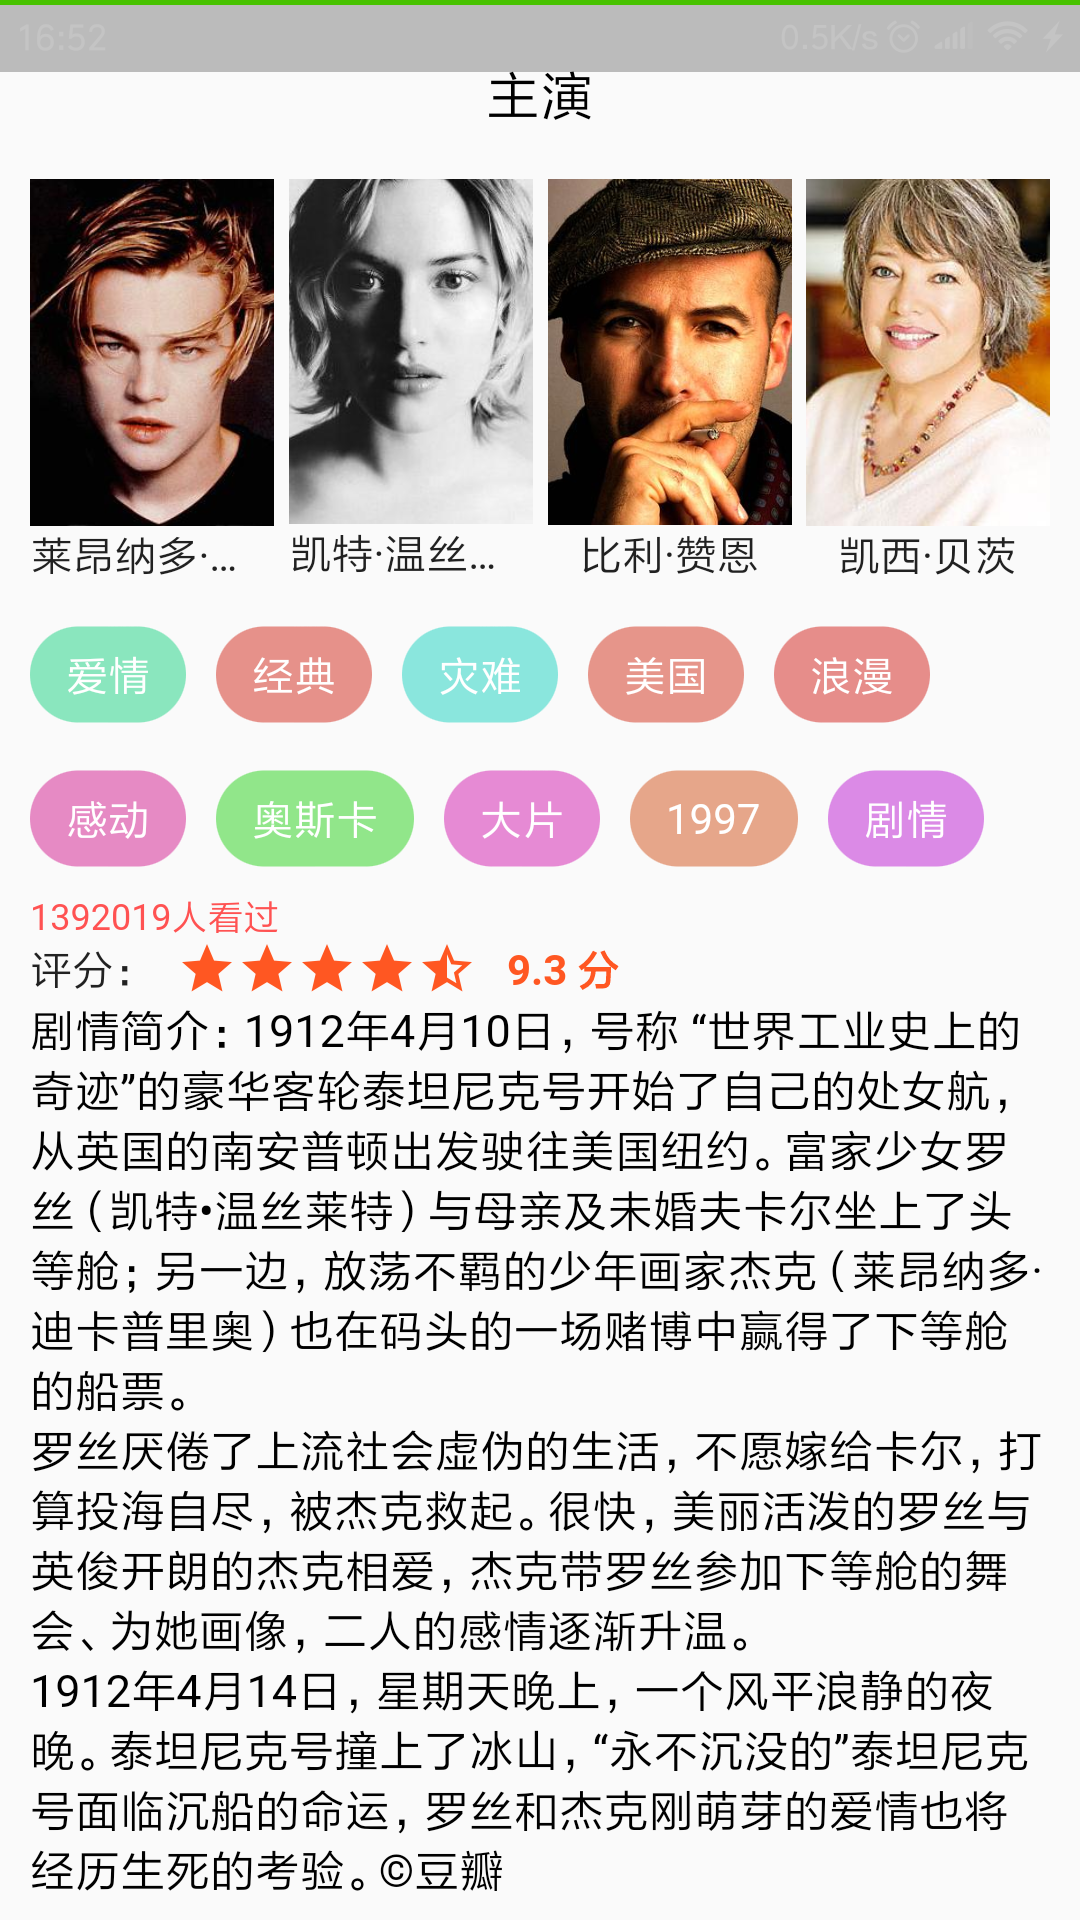 16:52 0.5K/s
主演
莱昂纳多·... 凯特·温丝... 比利·赞恩 凯西·贝茨
爱情 经典 灾难 美国 浪漫
感动 奥斯卡 大片 1997 剧情
1392019人看过
评分： 9.3 分
剧情简介：1912年4月10日，号称 “世界工业史上的
奇迹”的豪华客轮泰坦尼克号开始了自己的处女航，
从英国的南安普顿出发驶往美国纽约。富家少女罗
丝（凯特•温丝莱特）与母亲及未婚夫卡尔坐上了头
等舱；另一边，放荡不羁的少年画家杰克（莱昂纳多·
迪卡普里奥）也在码头的一场赌博中赢得了下等舱
的船票。
罗丝厌倦了上流社会虚伪的生活，不愿嫁给卡尔，打
算投海自尽，被杰克救起。很快，美丽活泼的罗丝与
英俊开朗的杰克相爱，杰克带罗丝参加下等舱的舞
会、为她画像，二人的感情逐渐升温。
1912年4月14日，星期天晚上，一个风平浪静的夜
晚。泰坦尼克号撞上了冰山，“永不沉没的”泰坦尼克
号面临沉船的命运，罗丝和杰克刚萌芽的爱情也将
经历生死的考验。©豆瓣